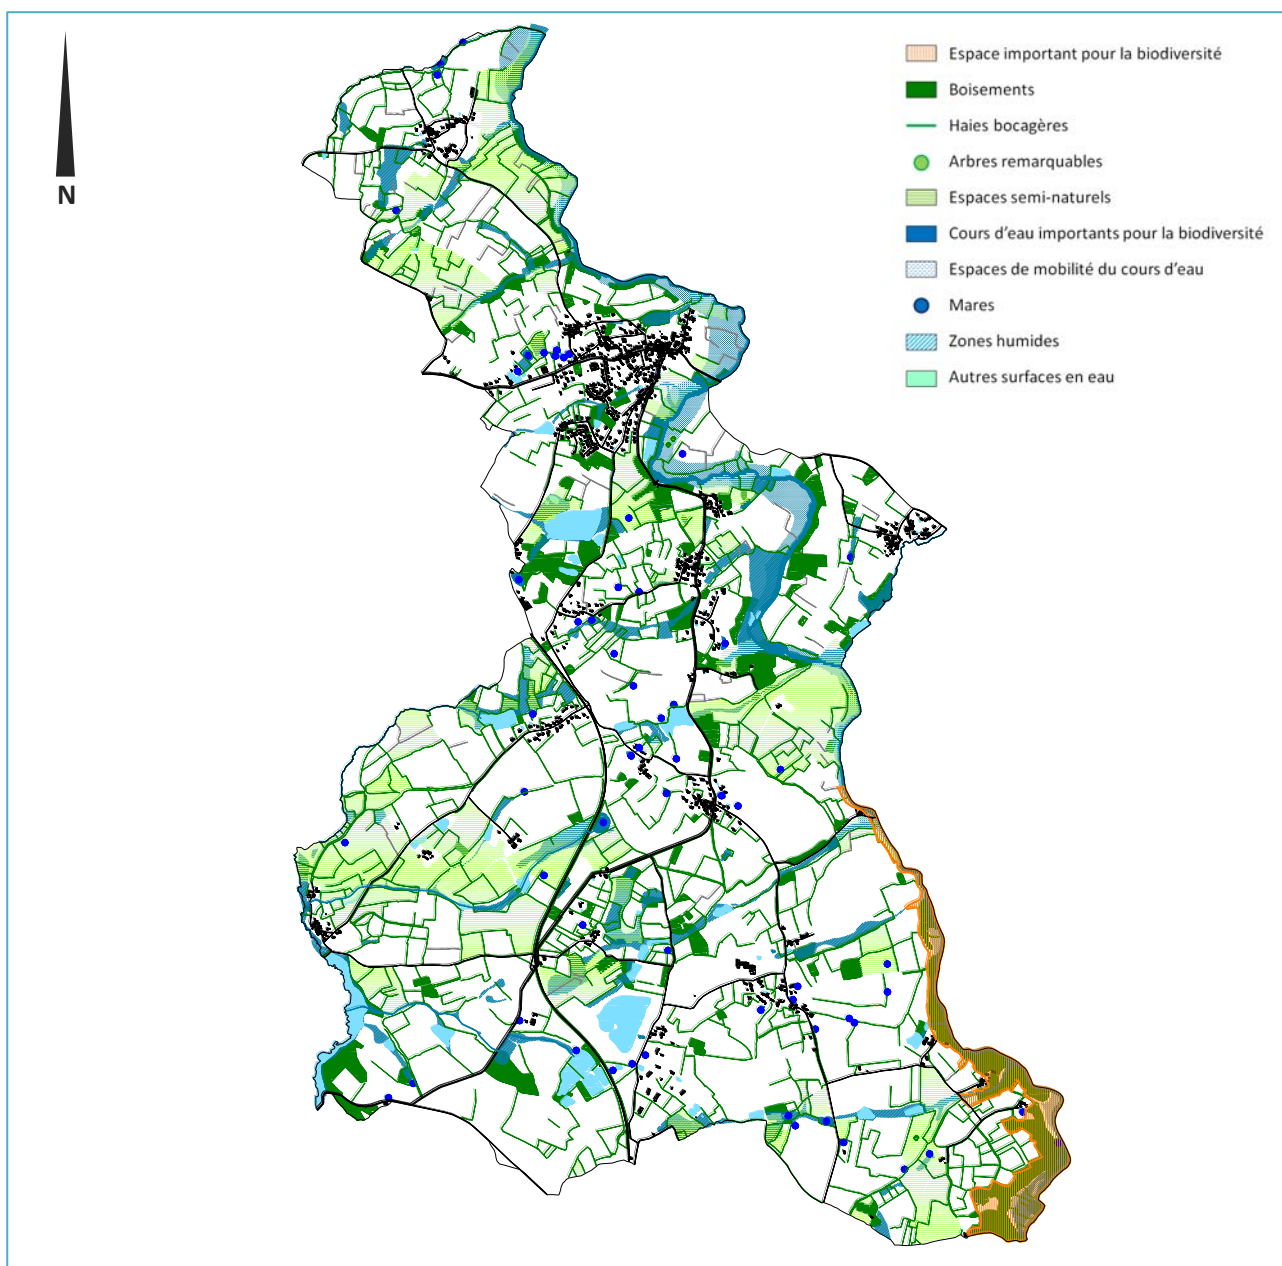 N
Espace important pour la biodiversité
Boisements
Haies bocagères
Arbres remarquables
Espaces semi-naturels
Cours d'eau importants pour la biodiversité
Espaces de mobilité du cours d'eau
Mares
Zones humides
Autres surfaces en eau